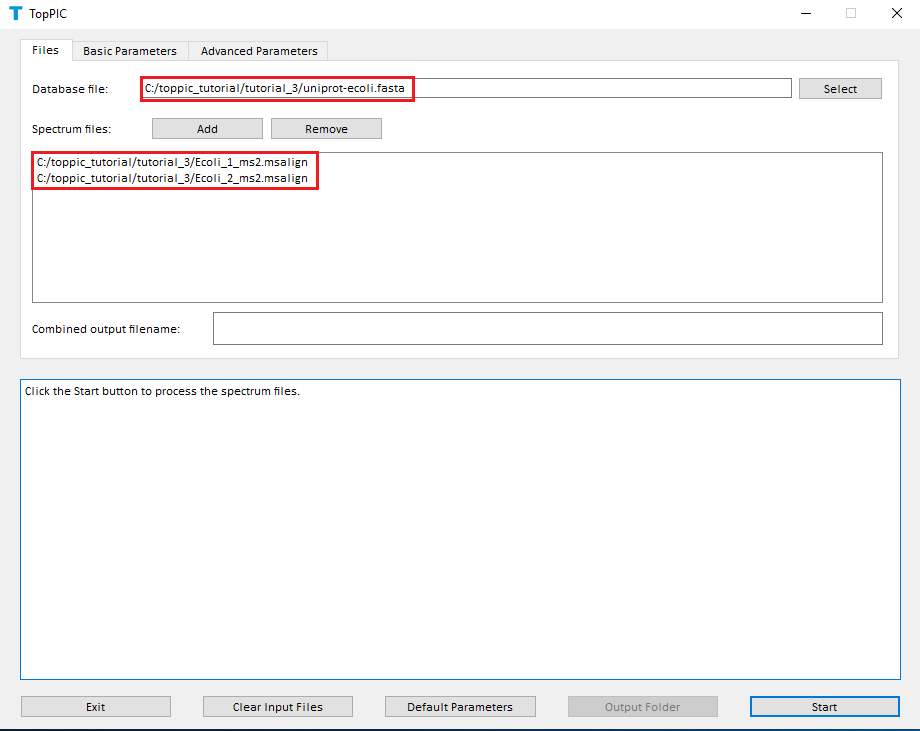 TopPIC
Files Basic Parameters Advanced Parameters
Database file: C:/toppic_tutorial/tutorial_3/uniprot-ecoli.fasta Select
Spectrum files: Add Remove
C:/toppic_tutorial/tutorial_3/Ecoli_1_ms2.msalign
C:/toppic_tutorial/tutorial_3/Ecoli_2_ms2.msalign
Combined output filename:
Click the Start button to process the spectrum files.
Exit Clear Input Files Default Parameters Output Folder Start